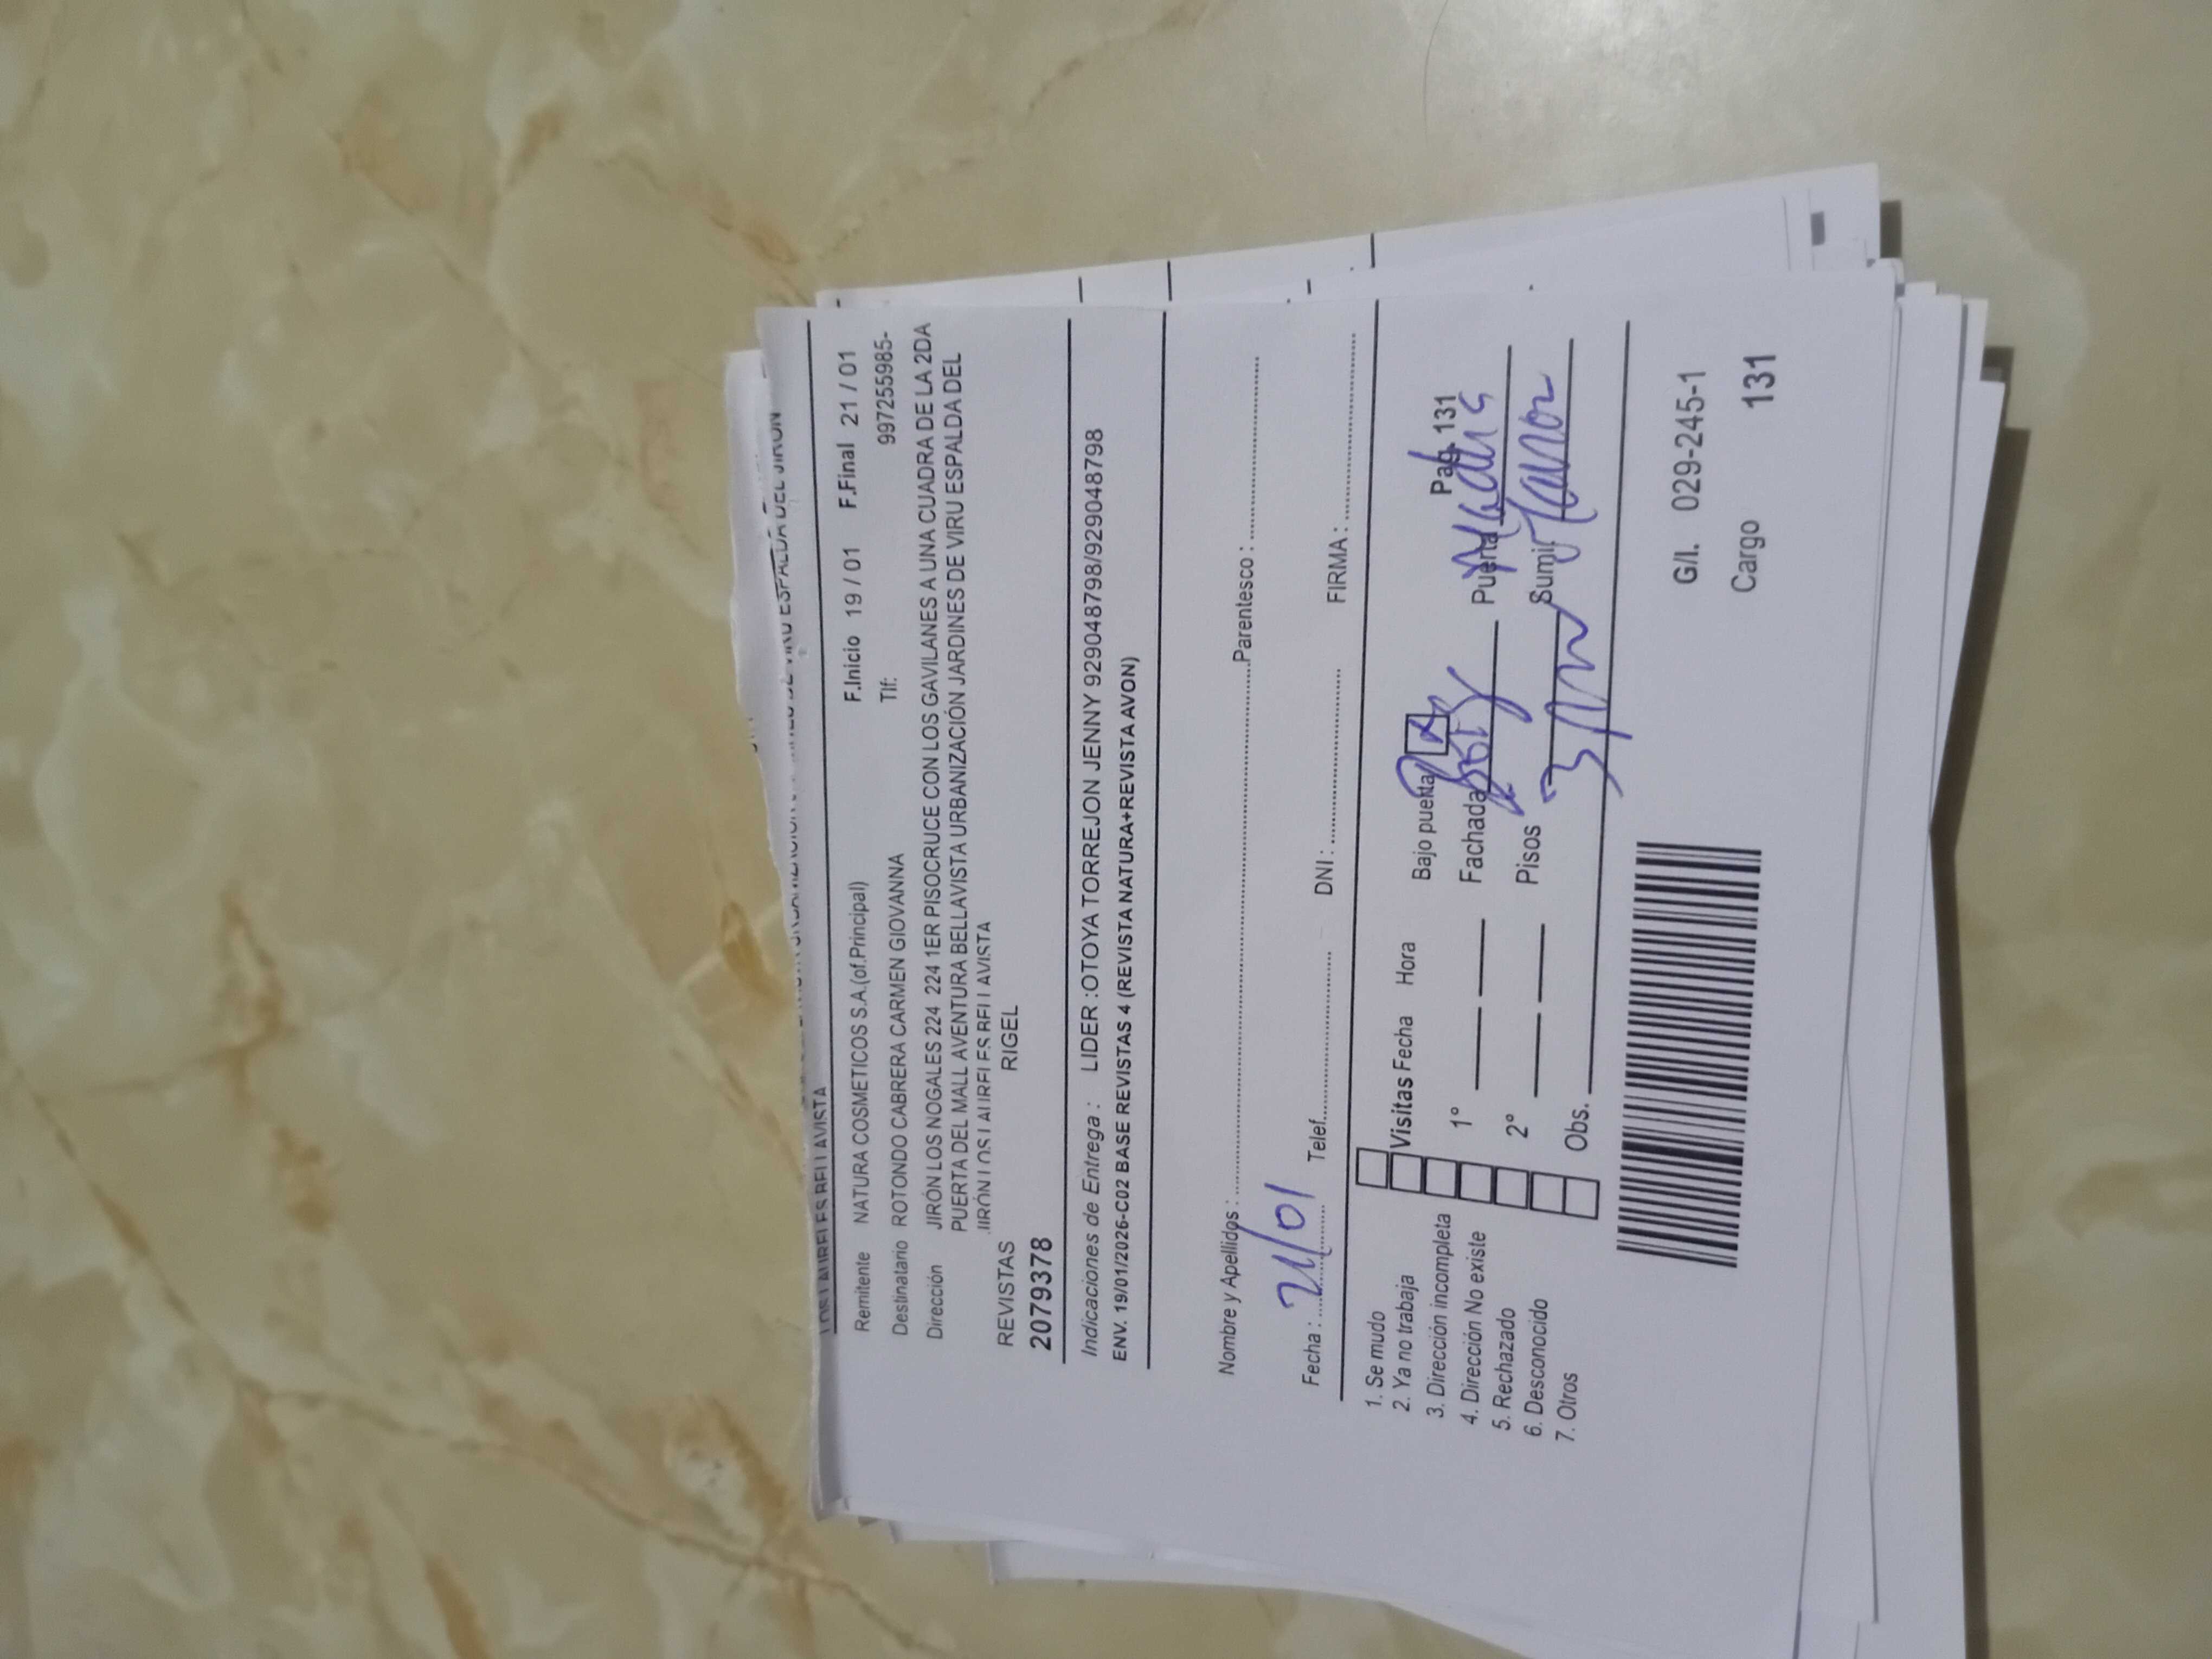 LOS LAURELES BELLAVISTA
ESPALDA DEL JIRÓN
Remitente NATURA COSMETICOS S.A.(of.Principal) F.Inicio 19 / 01 F.Final 21 / 01
Destinatario ROTONDO CABRERA CARMEN GIOVANNA Tlf: 997255985-
Dirección JIRÓN LOS NOGALES 224 224 1ER PISOCRUCE CON LOS GAVILANES A UNA CUADRA DE LA 2DA
PUERTA DEL MALL AVENTURA BELLAVISTA URBANIZACIÓN JARDINES DE VIRU ESPALDA DEL
JIRÓN LOS LAURELES BELLAVISTA
REVISTAS RIGEL
2079378
Indicaciones de Entrega : LIDER :OTOYA TORREJON JENNY 929048798/929048798
ENV. 19/01/2026-C02 BASE REVISTAS 4 (REVISTA NATURA+REVISTA AVON)
Nombre y Apellidos : Parentesco :
Fecha : 21/01 Telef. DNI : FIRMA :
1. Se mudo
2. Ya no trabaja Visitas Fecha Hora Bajo puerta Pag. 131
3. Dirección incompleta
4. Dirección No existe 1° Fachada Puerta
5. Rechazado
6. Desconocido 2° Pisos Sumi
7. Otros Obs.
G/I. 029-245-1
Cargo 131